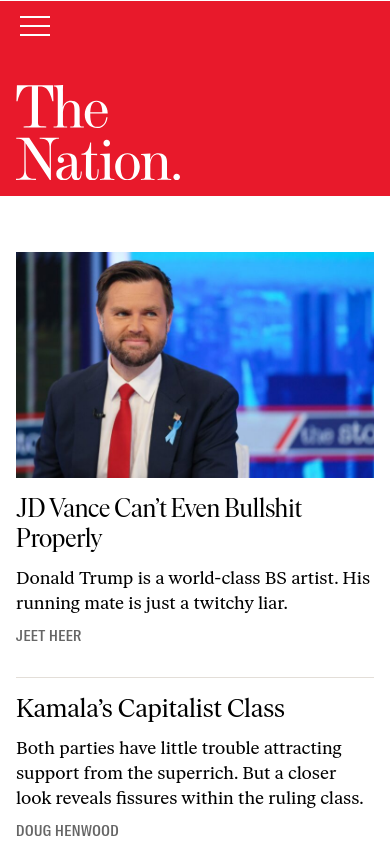 The
Nation.
the sto
JD Vance Can’t Even Bullshit
Properly
Donald Trump is a world-class BS artist. His
running mate is just a twitchy liar.
JEET HEER
Kamala’s Capitalist Class
Both parties have little trouble attracting
support from the superrich. But a closer
look reveals fissures within the ruling class.
DOUG HENWOOD